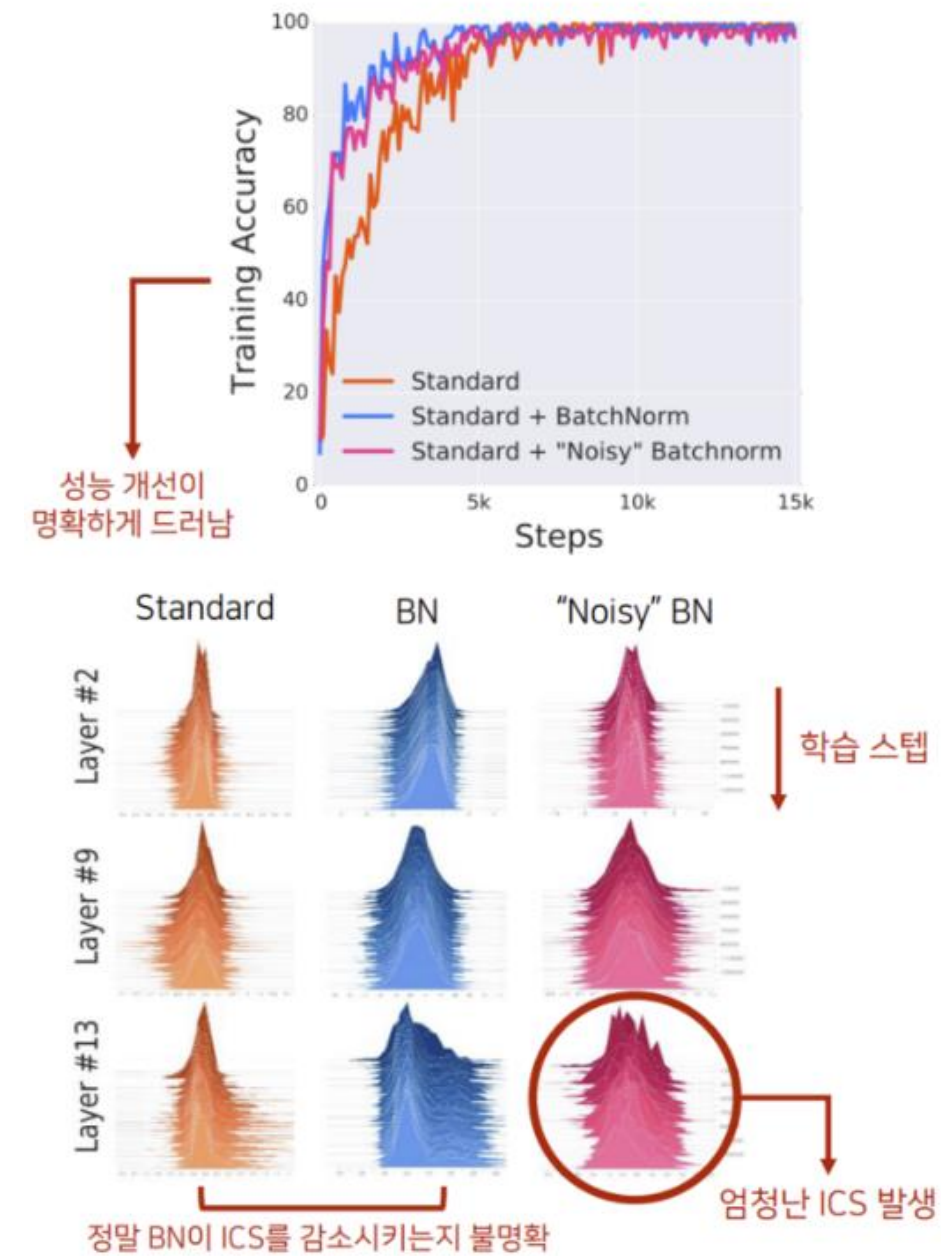 100
80
60
40
20
0
Training Accuracy
Standard
Standard + BatchNorm
Standard + "Noisy" Batchnorm
0 5k 10k 15k
Steps
성능 개선이
명확하게 드러남
Standard BN “Noisy” BN
Layer #2
학습 스텝
Layer #9
Layer #13
엄청난 ICS 발생
정말 BN이 ICS를 감소시키는지 불명확